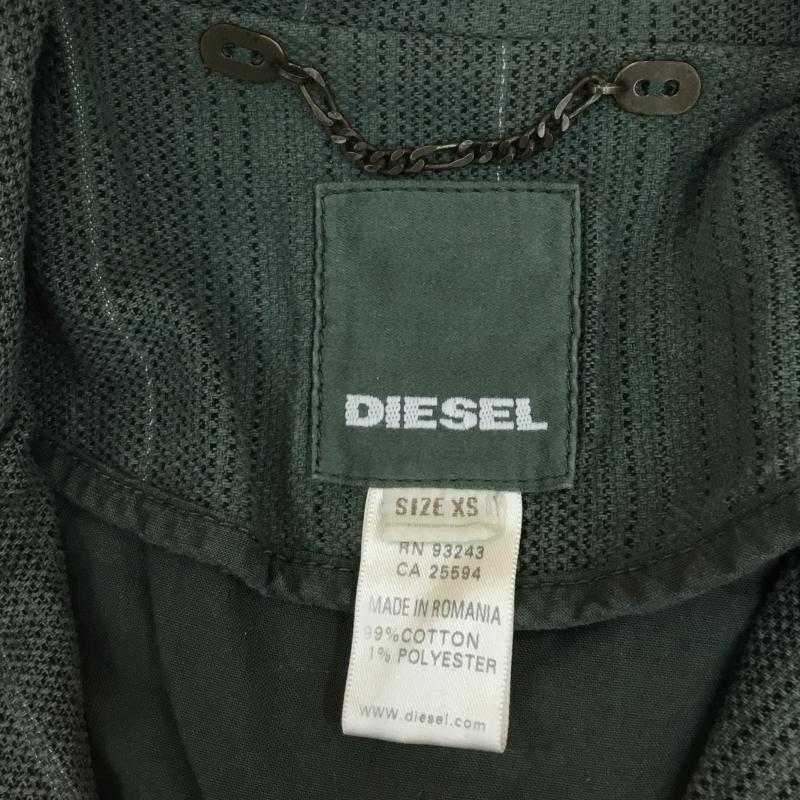 DIESEL
SIZE XS
RN 93243
CA 25594
MADE IN ROMANIA
99% COTTON
1% POLYESTER
www.diesel.com